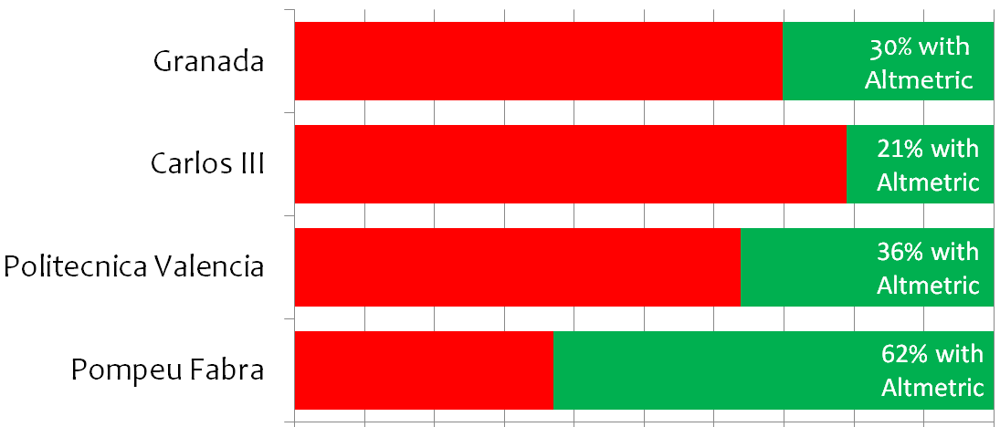 Granada
30% with
Altmetric
Carlos III
21% with
Altmetric
Politecnica Valencia
36% with
Altmetric
Pompeu Fabra
62% with
Altmetric